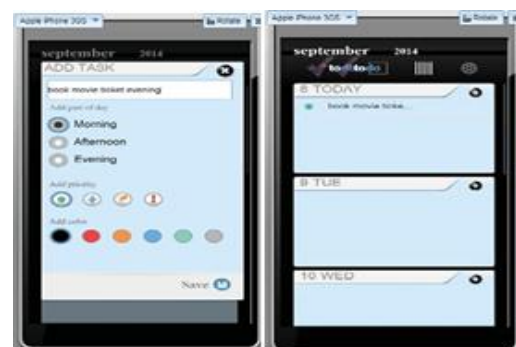 Apple iPhone 3GS
Rotate
september 2014
ADD TASK
book movie ticket evening
Add part of day
Morning
Afternoon
Evening
Add priority
Add color
Save
Apple iPhone 3GS
Rotate
september 2014
todotodo
8 TODAY
book movie ticke...
9 TUE
10 WED